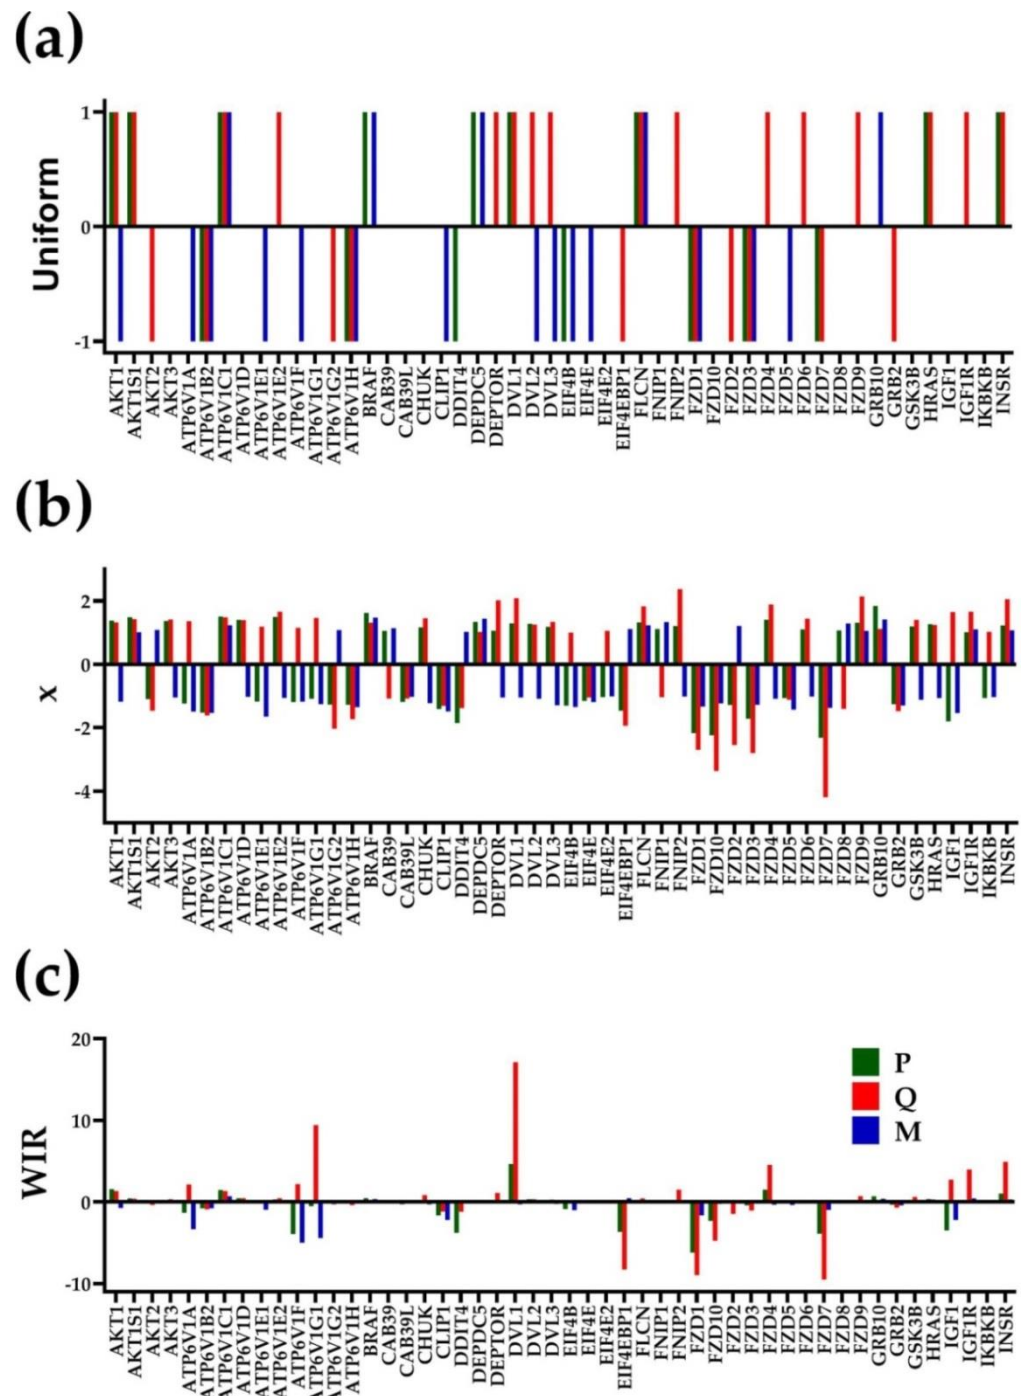 (a)
Uniform
1
0
-1
AKT1
AKT1S1
AKT2
AKT3
ATP6V1A
ATP6V1B2
ATP6V1C1
ATP6V1D
ATP6V1E1
ATP6V1E2
ATP6V1F
ATP6V1G1
ATP6V1G2
ATP6V1H
BRAF
CAB39
CAB39L
CHUK
CLIP1
DDIT4
DEPDC5
DEPTOR
DVL1
DVL2
DVL3
EIF4B
EIF4E
EIF4E2
EIF4EBP1
FLCN
FNIP1
FNIP2
FZD1
FZD10
FZD2
FZD3
FZD4
FZD5
FZD6
FZD7
FZD8
FZD9
GRB10
GRB2
GSK3B
HRAS
IGF1
IGF1R
IKBKB
INSR
(b)
x
2
0
-2
-4
AKT1
AKT1S1
AKT2
AKT3
ATP6V1A
ATP6V1B2
ATP6V1C1
ATP6V1D
ATP6V1E1
ATP6V1E2
ATP6V1F
ATP6V1G1
ATP6V1G2
ATP6V1H
BRAF
CAB39
CAB39L
CHUK
CLIP1
DDIT4
DEPDC5
DEPTOR
DVL1
DVL2
DVL3
EIF4B
EIF4E
EIF4E2
EIF4EBP1
FLCN
FNIP1
FNIP2
FZD1
FZD10
FZD2
FZD3
FZD4
FZD5
FZD6
FZD7
FZD8
FZD9
GRB10
GRB2
GSK3B
HRAS
IGF1
IGF1R
IKBKB
INSR
(c)
WIR
20
10
0
-10
P
Q
M
AKT1
AKT1S1
AKT2
AKT3
ATP6V1A
ATP6V1B2
ATP6V1C1
ATP6V1D
ATP6V1E1
ATP6V1E2
ATP6V1F
ATP6V1G1
ATP6V1G2
ATP6V1H
BRAF
CAB39
CAB39L
CHUK
CLIP1
DDIT4
DEPDC5
DEPTOR
DVL1
DVL2
DVL3
EIF4B
EIF4E
EIF4E2
EIF4EBP1
FLCN
FNIP1
FNIP2
FZD1
FZD10
FZD2
FZD3
FZD4
FZD5
FZD6
FZD7
FZD8
FZD9
GRB10
GRB2
GSK3B
HRAS
IGF1
IGF1R
IKBKB
INSR